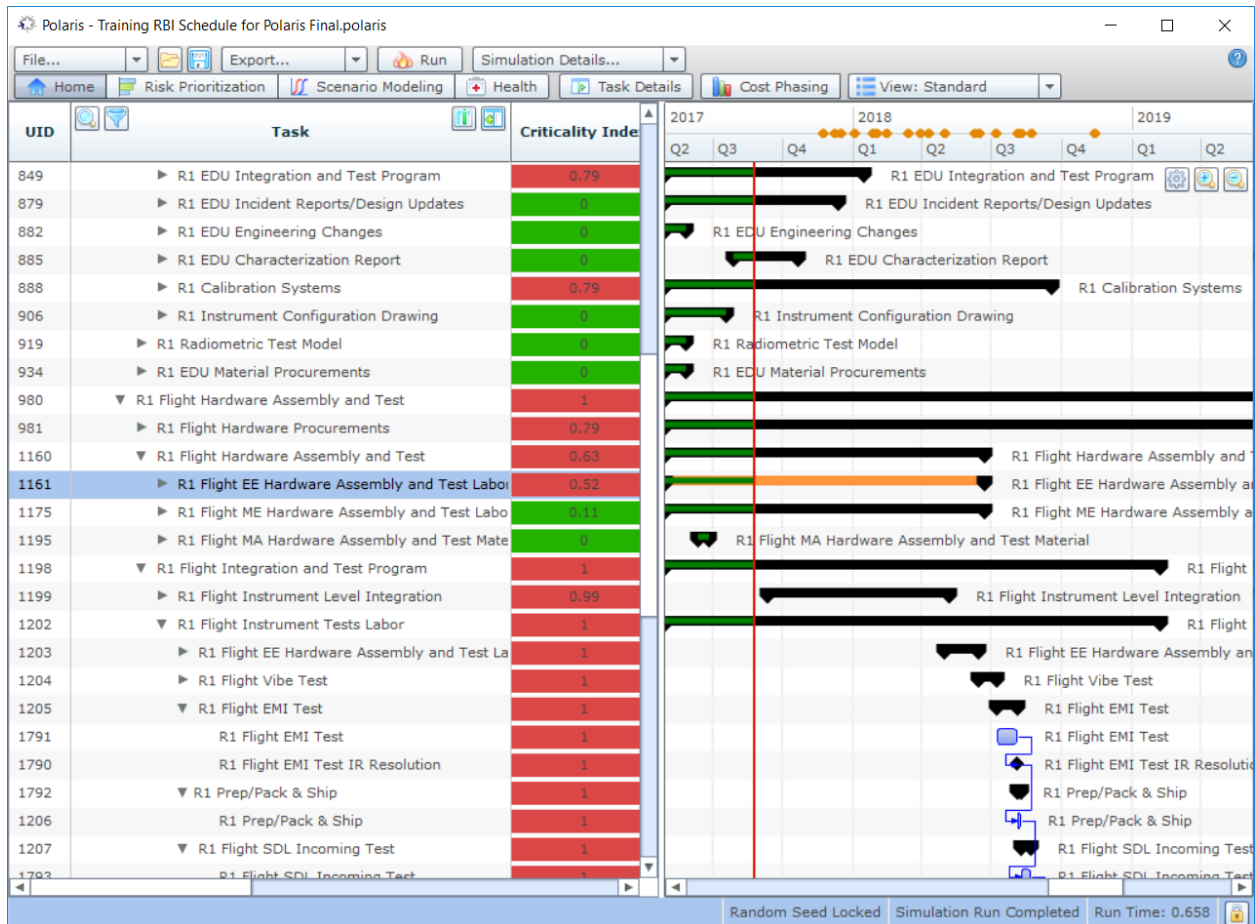 Polaris - Training RBI Schedule for Polaris Final.polaris
File... Export... Run Simulation Details...
Home Risk Prioritization Scenario Modeling Health Task Details Cost Phasing View: Standard
UID Task Criticality Inde
2017 2018 2019
Q2 Q3 Q4 Q1 Q2 Q3 Q4 Q1 Q2
849 R1 EDU Integration and Test Program 0.79 R1 EDU Integration and Test Program
879 R1 EDU Incident Reports/Design Updates 0 R1 EDU Incident Reports/Design Updates
882 R1 EDU Engineering Changes 0 R1 EDU Engineering Changes
885 R1 EDU Characterization Report 0 R1 EDU Characterization Report
888 R1 Calibration Systems 0.79 R1 Calibration Systems
906 R1 Instrument Configuration Drawing 0 R1 Instrument Configuration Drawing
919 R1 Radiometric Test Model 0 R1 Radiometric Test Model
934 R1 EDU Material Procurements 0 R1 EDU Material Procurements
980 R1 Flight Hardware Assembly and Test 1
981 R1 Flight Hardware Procurements 0.79
1160 R1 Flight Hardware Assembly and Test 0.63 R1 Flight Hardware Assembly and T
1161 R1 Flight EE Hardware Assembly and Test Labor 0.52 R1 Flight EE Hardware Assembly ar
1175 R1 Flight ME Hardware Assembly and Test Labo 0.11 R1 Flight ME Hardware Assembly a
1195 R1 Flight MA Hardware Assembly and Test Mate 0 R1 Flight MA Hardware Assembly and Test Material
1198 R1 Flight Integration and Test Program 1 R1 Flight
1199 R1 Flight Instrument Level Integration 0.99 R1 Flight Instrument Level Integration
1202 R1 Flight Instrument Tests Labor 1 R1 Flight
1203 R1 Flight EE Hardware Assembly and Test La 1 R1 Flight EE Hardware Assembly an
1204 R1 Flight Vibe Test 1 R1 Flight Vibe Test
1205 R1 Flight EMI Test 1 R1 Flight EMI Test
1791 R1 Flight EMI Test 1 R1 Flight EMI Test
1790 R1 Flight EMI Test IR Resolution 1 R1 Flight EMI Test IR Resolutio
1792 R1 Prep/Pack & Ship 1 R1 Prep/Pack & Ship
1206 R1 Prep/Pack & Ship 1 R1 Prep/Pack & Ship
1207 R1 Flight SDL Incoming Test 1 R1 Flight SDL Incoming Test
1793 R1 Flight SDL Incoming Test 1 R1 Flight SDL Incoming Test
Random Seed Locked Simulation Run Completed Run Time: 0.658